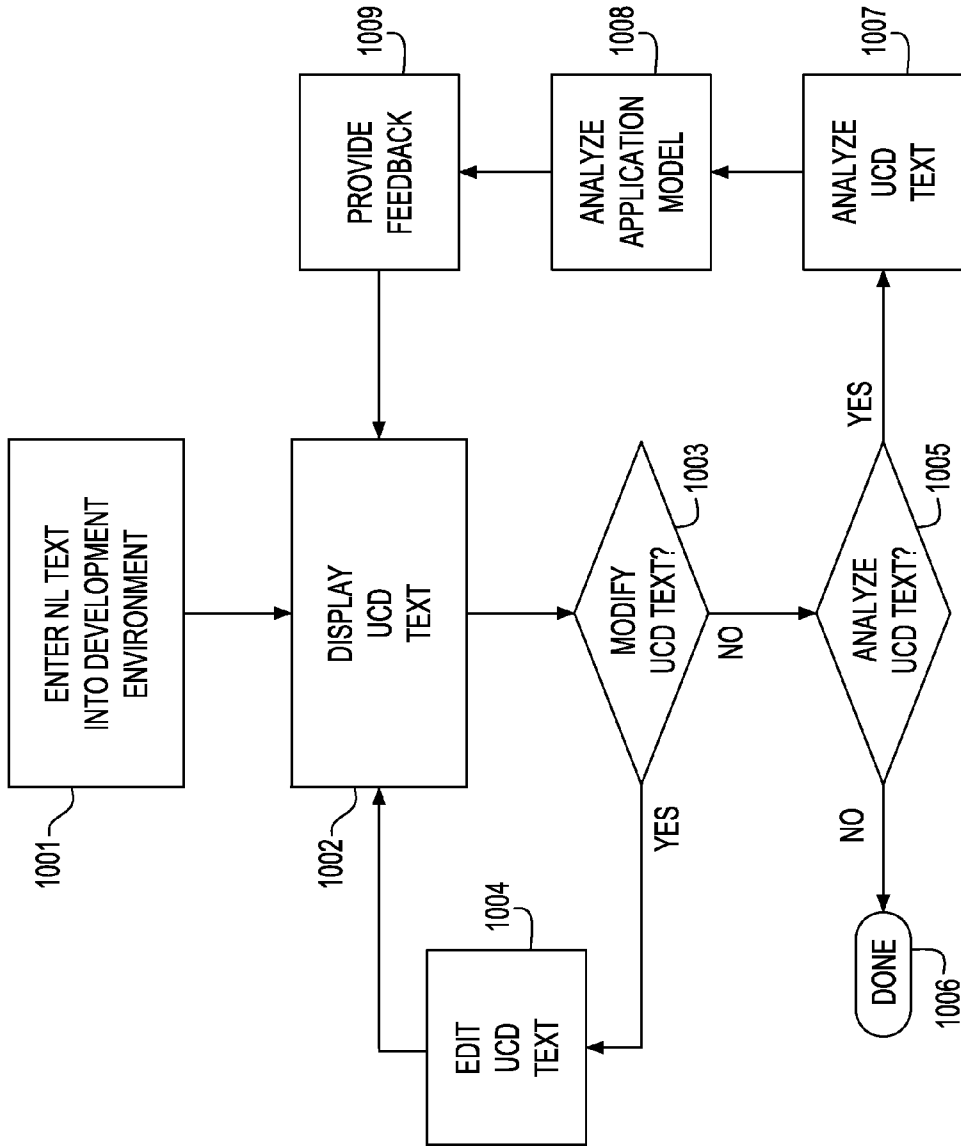 ENTER NL TEXT
INTO DEVELOPMENT
ENVIRONMENT
1001
DISPLAY
UCD
TEXT
1002
MODIFY
UCD TEXT?
1003
YES
NO
EDIT
UCD
TEXT
1004
ANALYZE
UCD TEXT?
1005
NO
YES
DONE
1006
ANALYZE
UCD
TEXT
1007
ANALYZE
APPLICATION
MODEL
1008
PROVIDE
FEEDBACK
1009